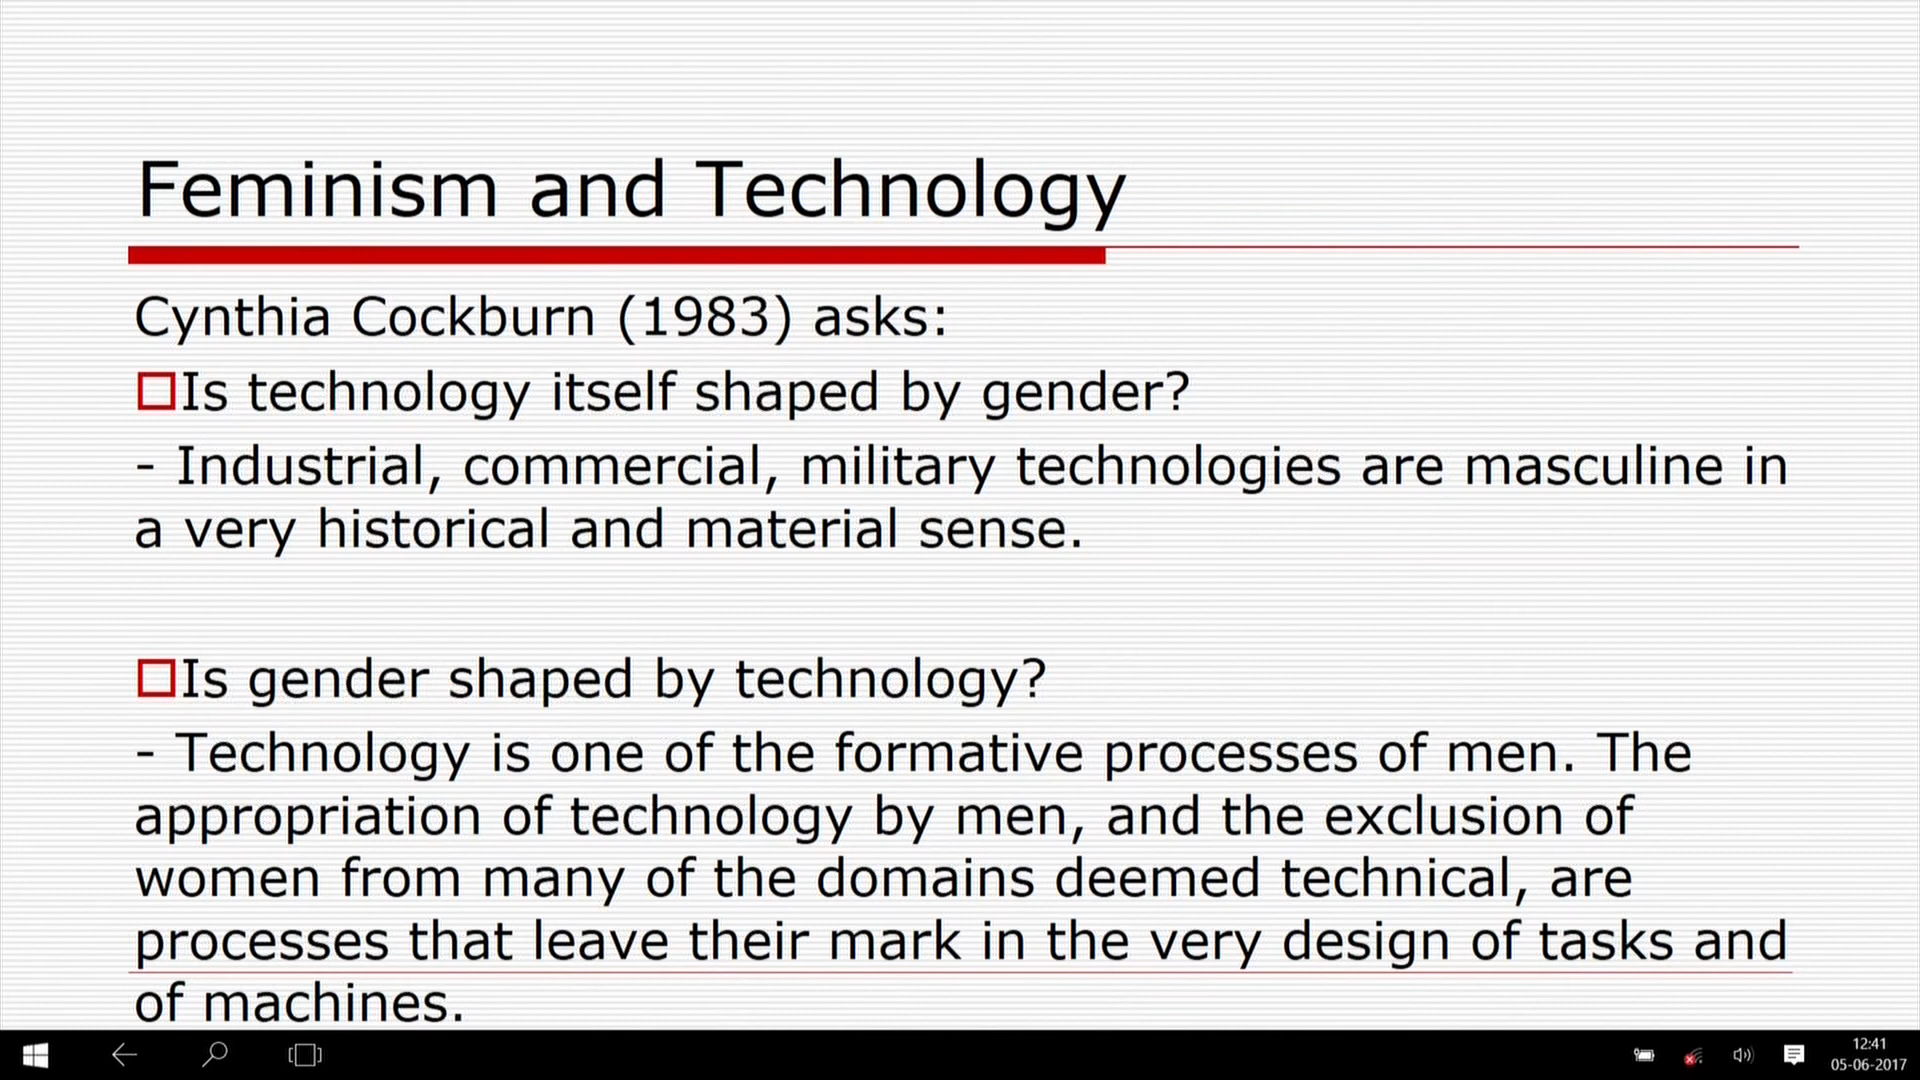 Feminism and Technology
Cynthia Cockburn (1983) asks:
Is technology itself shaped by gender?
- Industrial, commercial, military technologies are masculine in
a very historical and material sense.
Is gender shaped by technology?
- Technology is one of the formative processes of men. The
appropriation of technology by men, and the exclusion of
women from many of the domains deemed technical, are
processes that leave their mark in the very design of tasks and
of machines.
12:41
05-06-2017